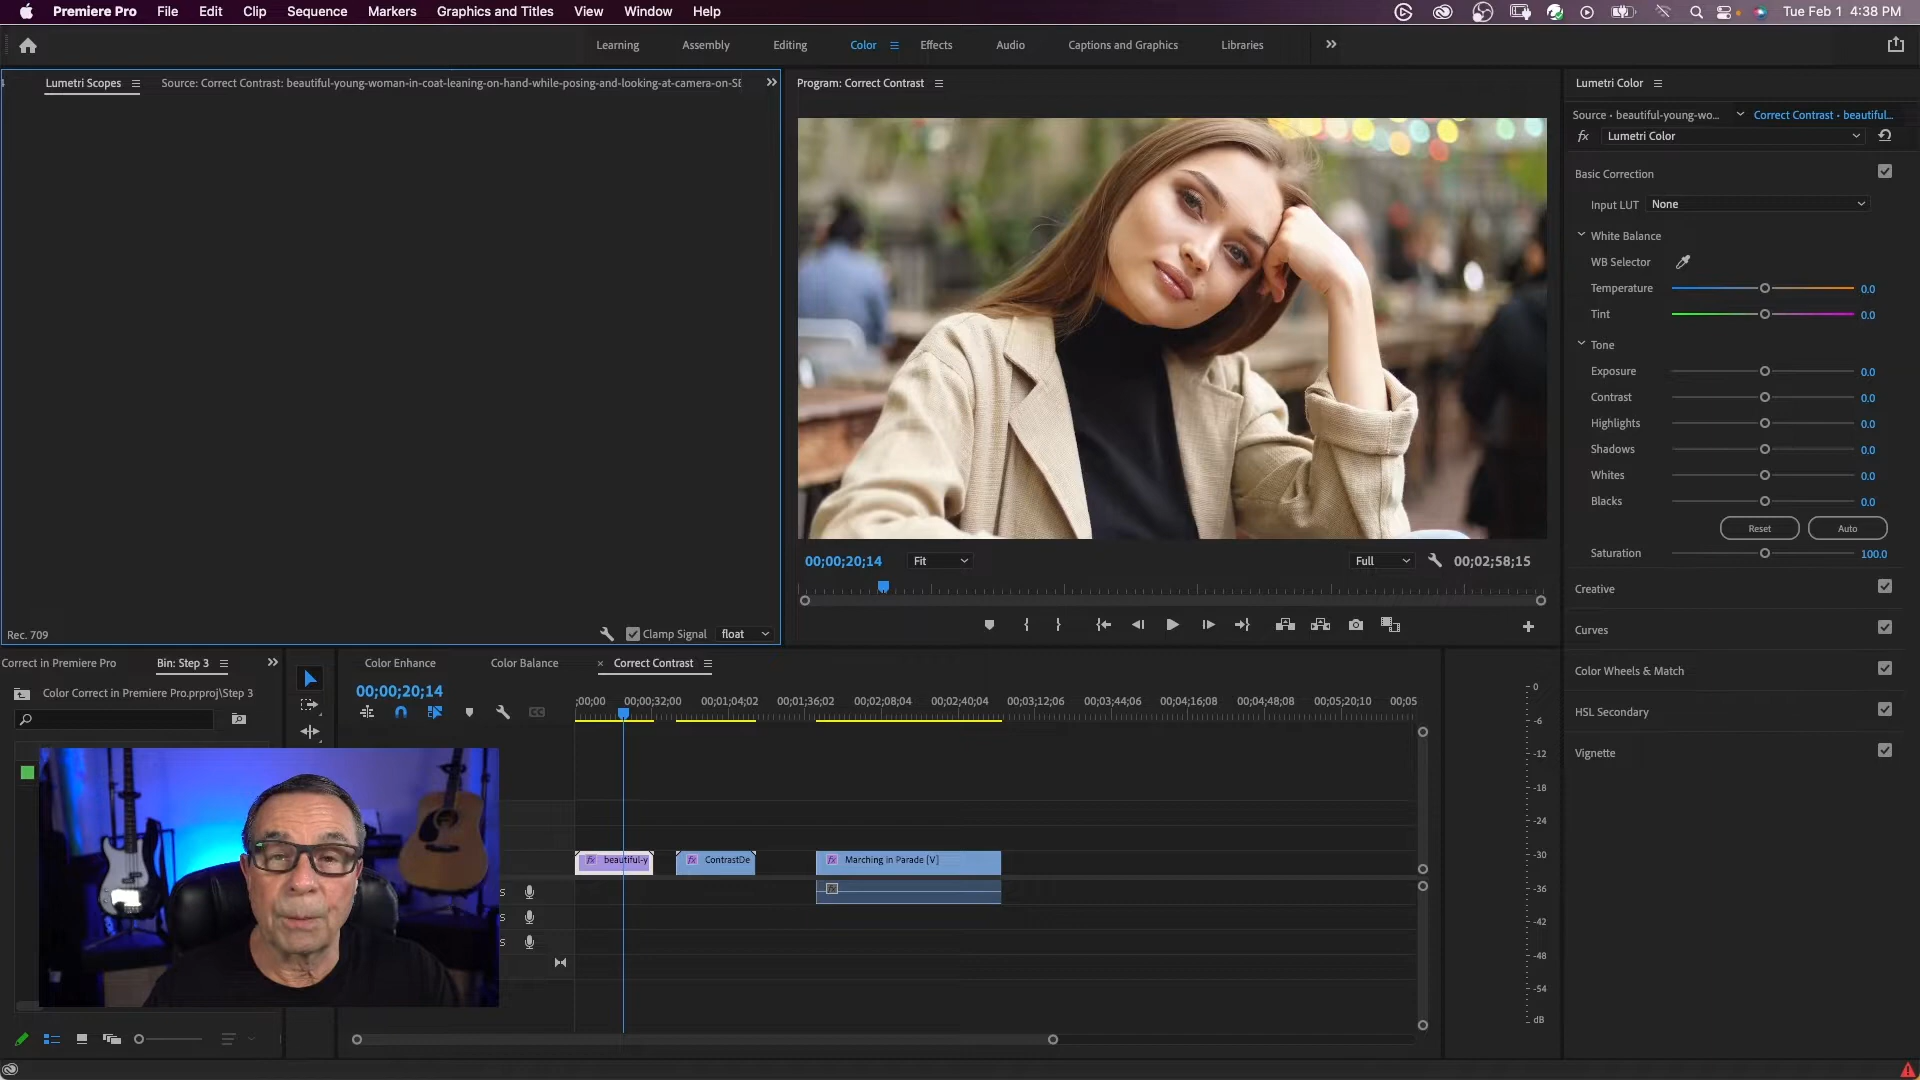 Premiere Pro File Edit Clip Sequence Markers Graphics and Titles View Window Help Tue Feb 1 4:38 PM
Learning Assembly Editing Color Effects Audio Captions and Graphics Libraries
Lumetri Scopes Source: Correct Contrast: beautiful-young-woman-in-coat-leaning-on-hand-while-posing-and-looking-at-camera-on-SE
Program: Correct Contrast
Lumetri Color
Source • beautiful-young-wo... Correct Contrast • beautiful...
fx Lumetri Color
Basic Correction
Input LUT None
White Balance
WB Selector
Temperature 0.0
Tint 0.0
Tone
Exposure 0.0
Contrast 0.0
Highlights 0.0
Shadows 0.0
Whites 0.0
Blacks 0.0
Reset Auto
Saturation 100.0
Creative
Curves
Color Wheels & Match
HSL Secondary
Vignette
00;00;20;14 Fit Full 00;02;58;15
Rec. 709 Clamp Signal float
Correct in Premiere Pro Bin: Step 3
Color Correct in Premiere Pro.prproj\Step 3
Color Enhance Color Balance × Correct Contrast
00;00;20;14
;00;00 00;00;32;00 00;01;04;02 00;01;36;02 00;02;08;04 00;02;40;04 00;03;12;06 00;03;44;06 00;04;16;08 00;04;48;08 00;05;20;10 00;05
fx beautiful-y fx ContrastDe fx Marching in Parade [V]
fx
S
S
S
0
-6
-12
-18
-24
-30
-36
-42
-48
-54
dB